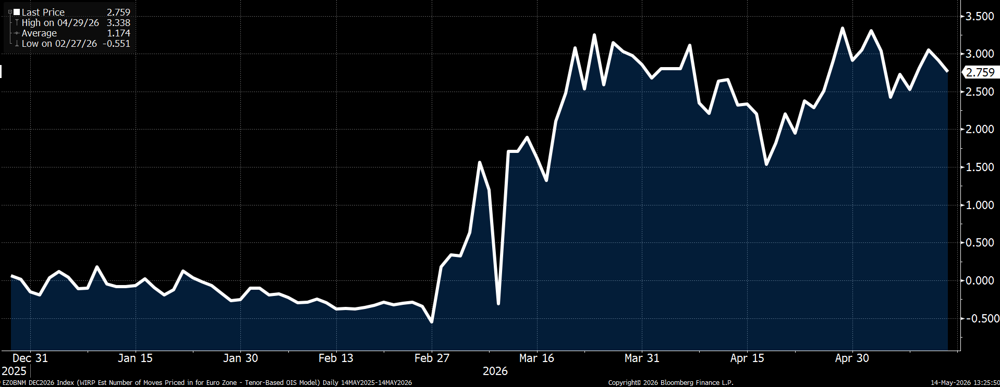 Last Price 2.759
High on 04/29/26 3.338
Average 1.174
Low on 02/27/26 -0.551
3.500
3.000
2.759
2.500
2.000
1.500
1.000
0.500
0.000
-0.500
Dec 31 Jan 15 Jan 30 Feb 13 Feb 27 Mar 16 Mar 31 Apr 15 Apr 30
2025 2026
EZ0BNM DEC2026 Index (WIRP Est Number of Moves Priced in for Euro Zone - Tenor-Based OIS Model) Daily 14MAY2025-14MAY2026 Copyright© 2026 Bloomberg Finance L.P. 14-May-2026 13:25:50